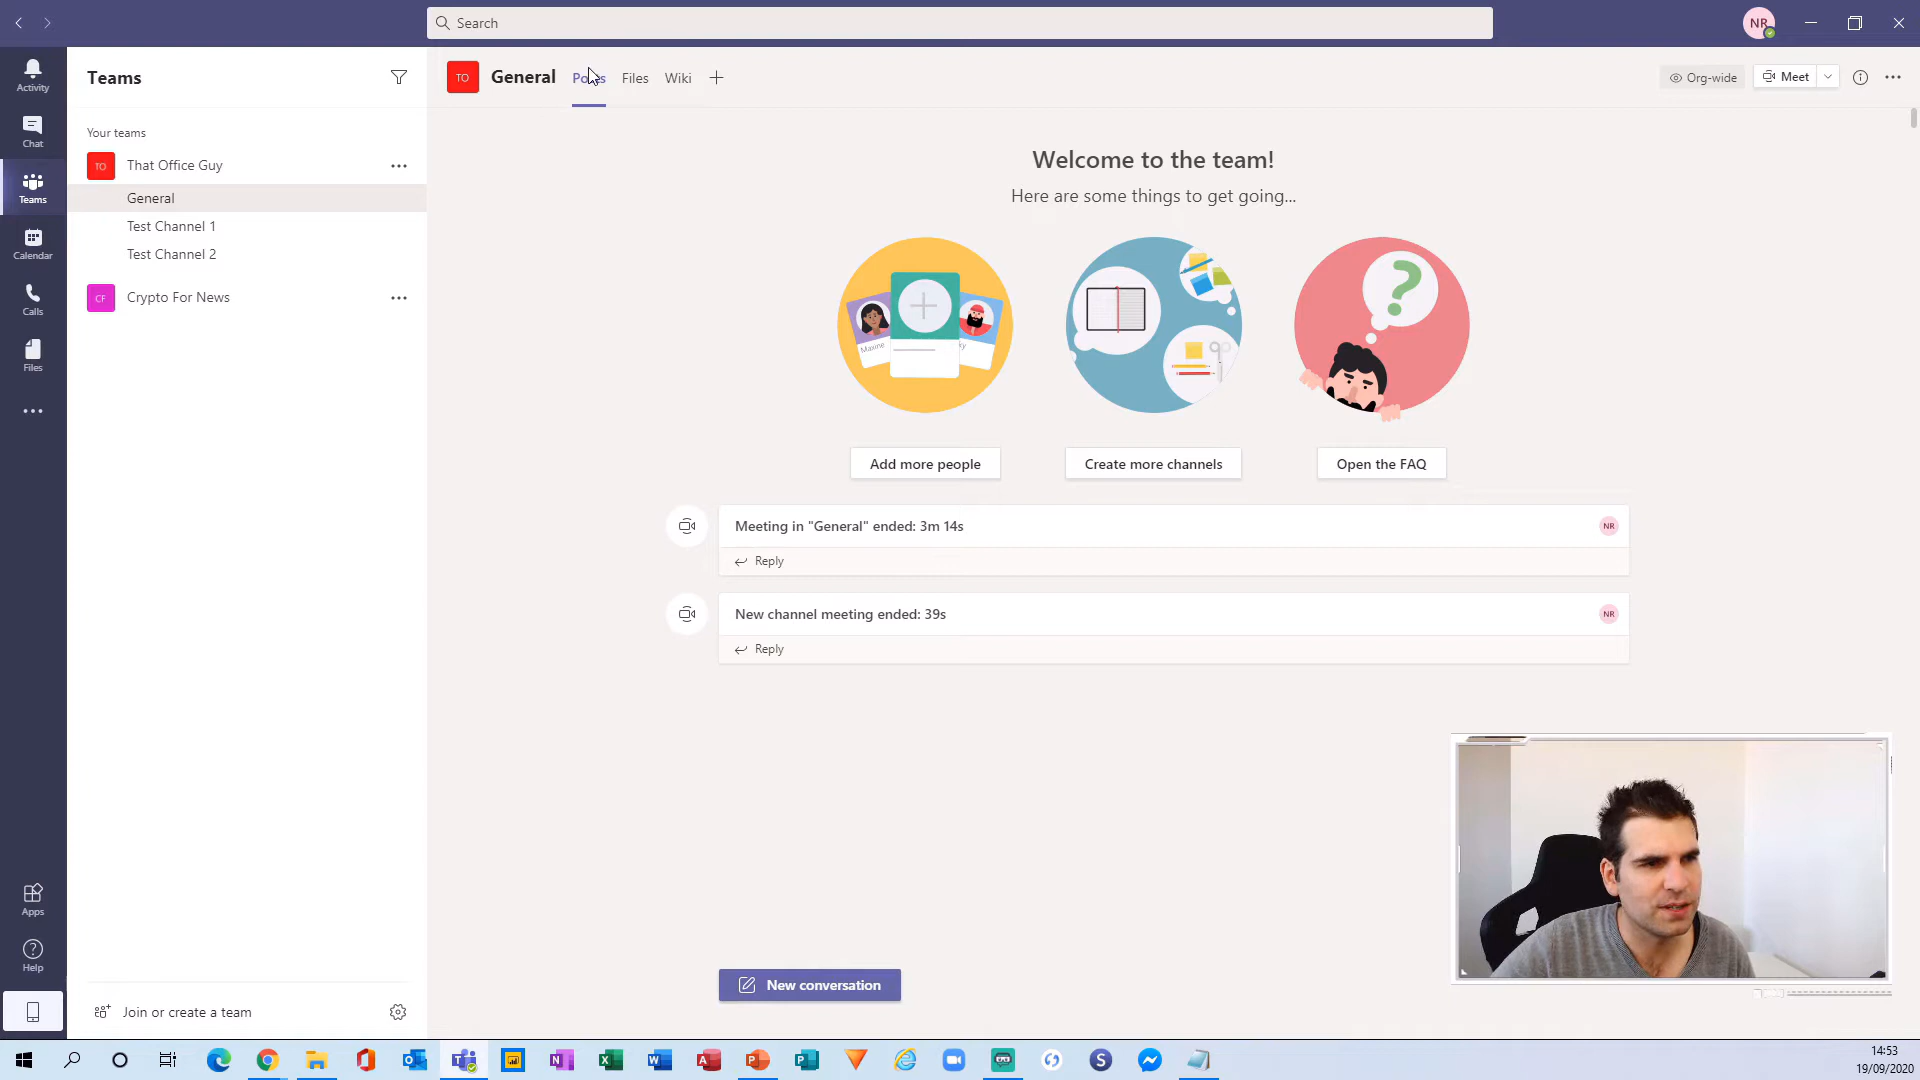 Search
NR
Activity
Chat
Teams
Calendar
Calls
Files
Apps
Help
Teams
Your teams
TO That Office Guy
General
Test Channel 1
Test Channel 2
CF Crypto For News
Join or create a team
TO General Posts Files Wiki
Org-wide Meet
Welcome to the team!
Here are some things to get going...
Maxine
Add more people
Create more channels
Open the FAQ
Meeting in "General" ended: 3m 14s NR
Reply
New channel meeting ended: 39s NR
Reply
New conversation
14:53
19/09/2020